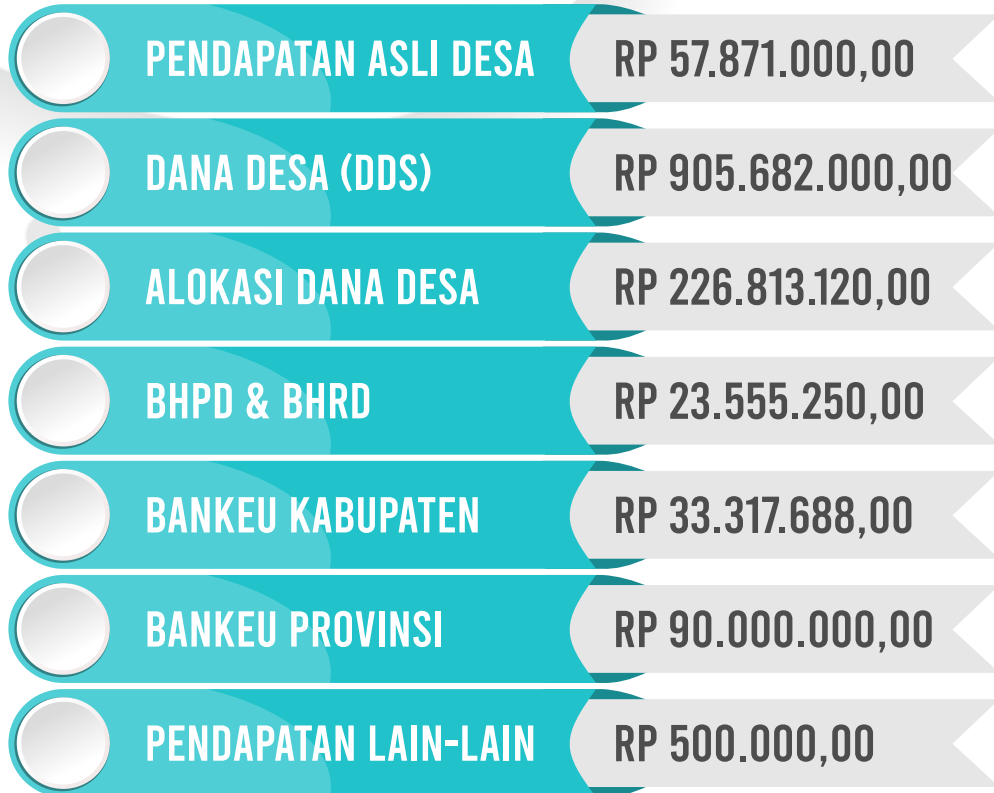 PENDAPATAN ASLI DESA RP 57.871.000,00
DANA DESA (DDS) RP 905.682.000,00
ALOKASI DANA DESA RP 226.813.120,00
BHPD & BHRD RP 23.555.250,00
BANKEU KABUPATEN RP 33.317.688,00
BANKEU PROVINSI RP 90.000.000,00
PENDAPATAN LAIN-LAIN RP 500.000,00